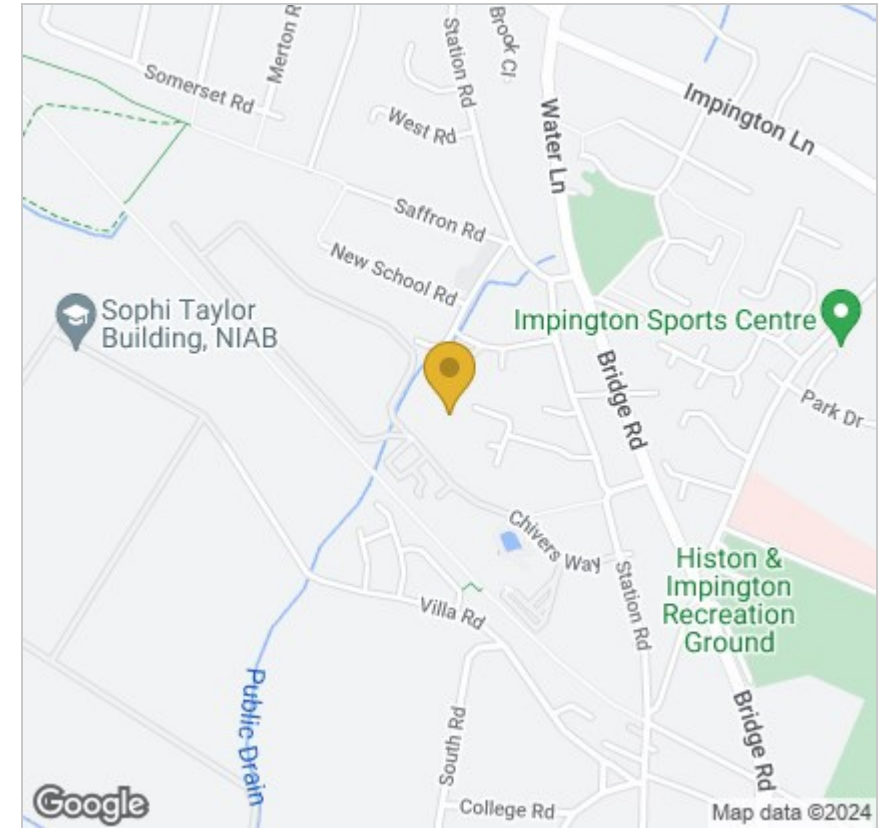 Merton R
Somerset Rd
Station Rd
Brook Cl
Water Ln
Impington Ln
West Rd
Saffron Rd
New School Rd
Sophi Taylor
Building, NIAB
Impington Sports Centre
Bridge Rd
Park Dr
Chivers Way
Station Rd
Histon &
Impington
Recreation
Ground
Villa Rd
Public Drain
South Rd
Bridge Rd
College Rd
Google
Map data ©2024